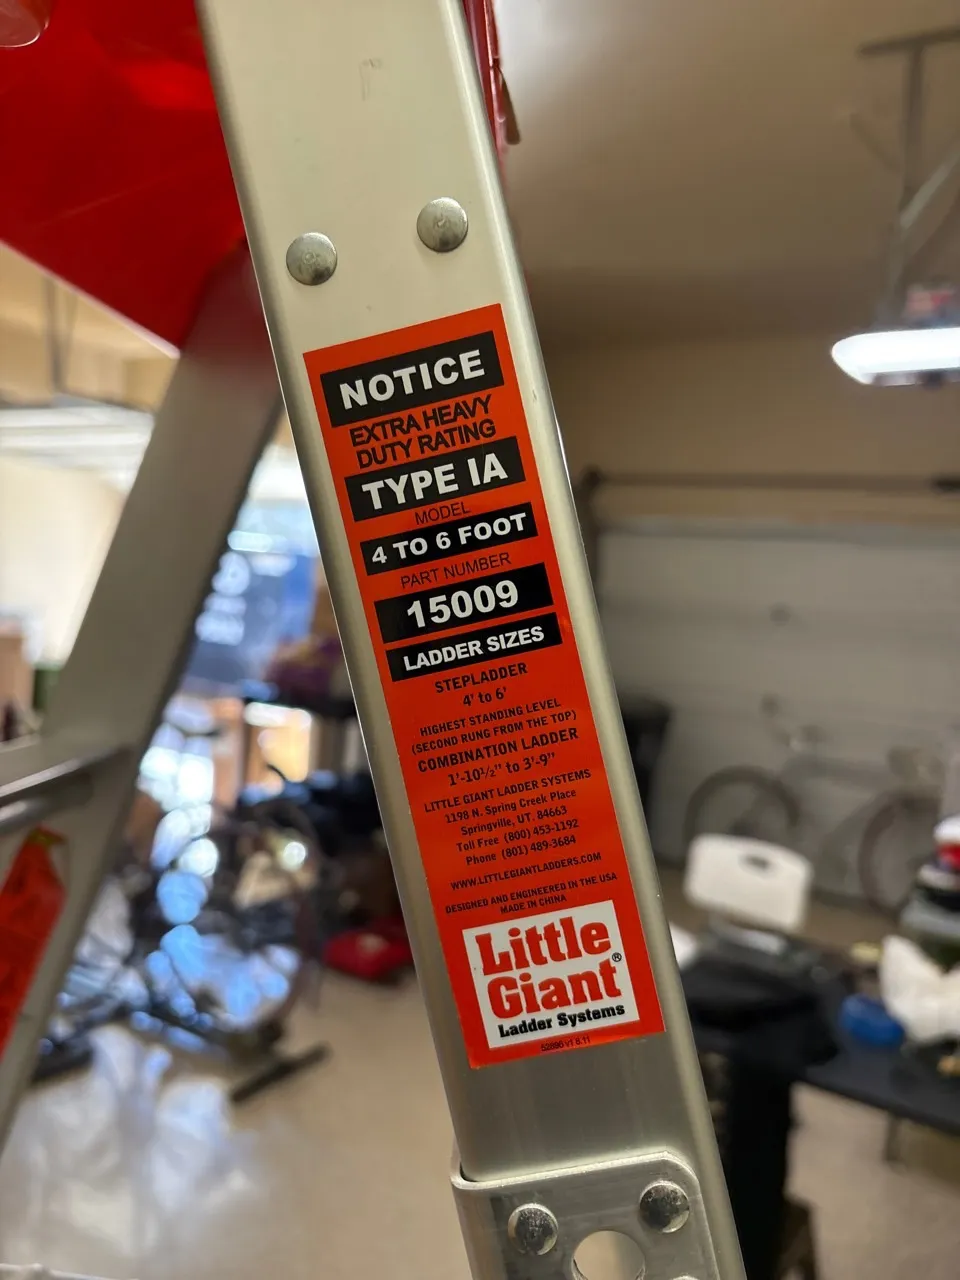 NOTICE
EXTRA HEAVY
DUTY RATING
TYPE IA
MODEL
4 TO 6 FOOT
PART NUMBER
15009
LADDER SIZES
STEPLADDER
4' to 6'
HIGHEST STANDING LEVEL
(SECOND RUNG FROM THE TOP)
COMBINATION LADDER
1'-10½" to 3'-9"
LITTLE GIANT LADDER SYSTEMS
1198 N. Spring Creek Place
Springville, UT. 84663
Toll Free (800) 453-1192
Phone (801) 489-3684
WWW.LITTLEGIANTLADDERS.COM
DESIGNED AND ENGINEERED IN THE USA
MADE IN CHINA
Little
Giant®
Ladder Systems